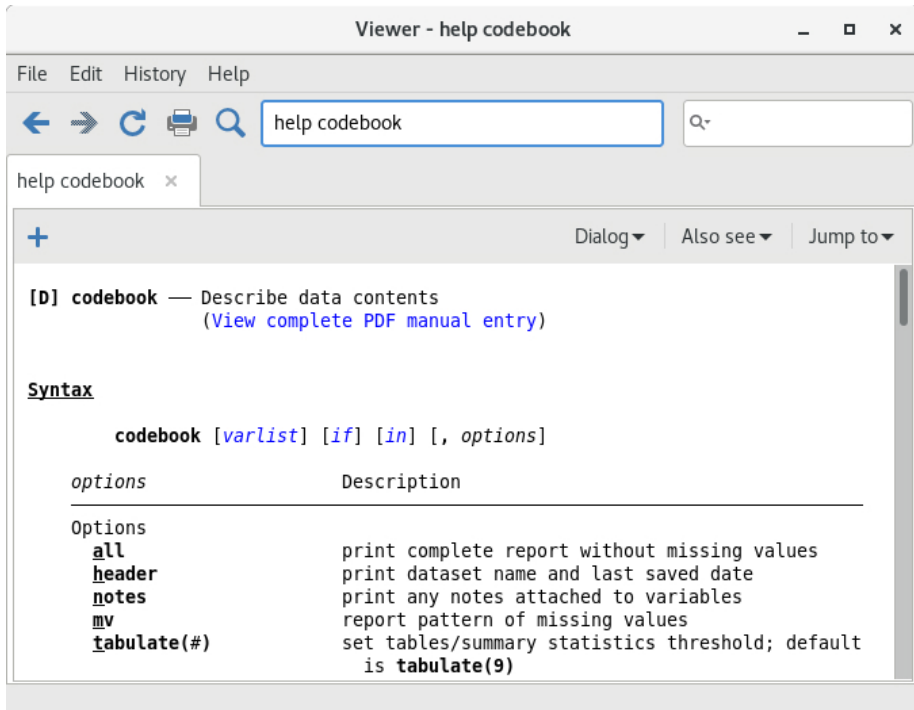 Viewer - help codebook
File Edit History Help
help codebook
help codebook
Dialog Also see Jump to
[D] codebook — Describe data contents
(View complete PDF manual entry)
Syntax
codebook [varlist] [if] [in] [, options]
options Description
Options
all print complete report without missing values
header print dataset name and last saved date
notes print any notes attached to variables
mv report pattern of missing values
tabulate(#) set tables/summary statistics threshold; default
is tabulate(9)